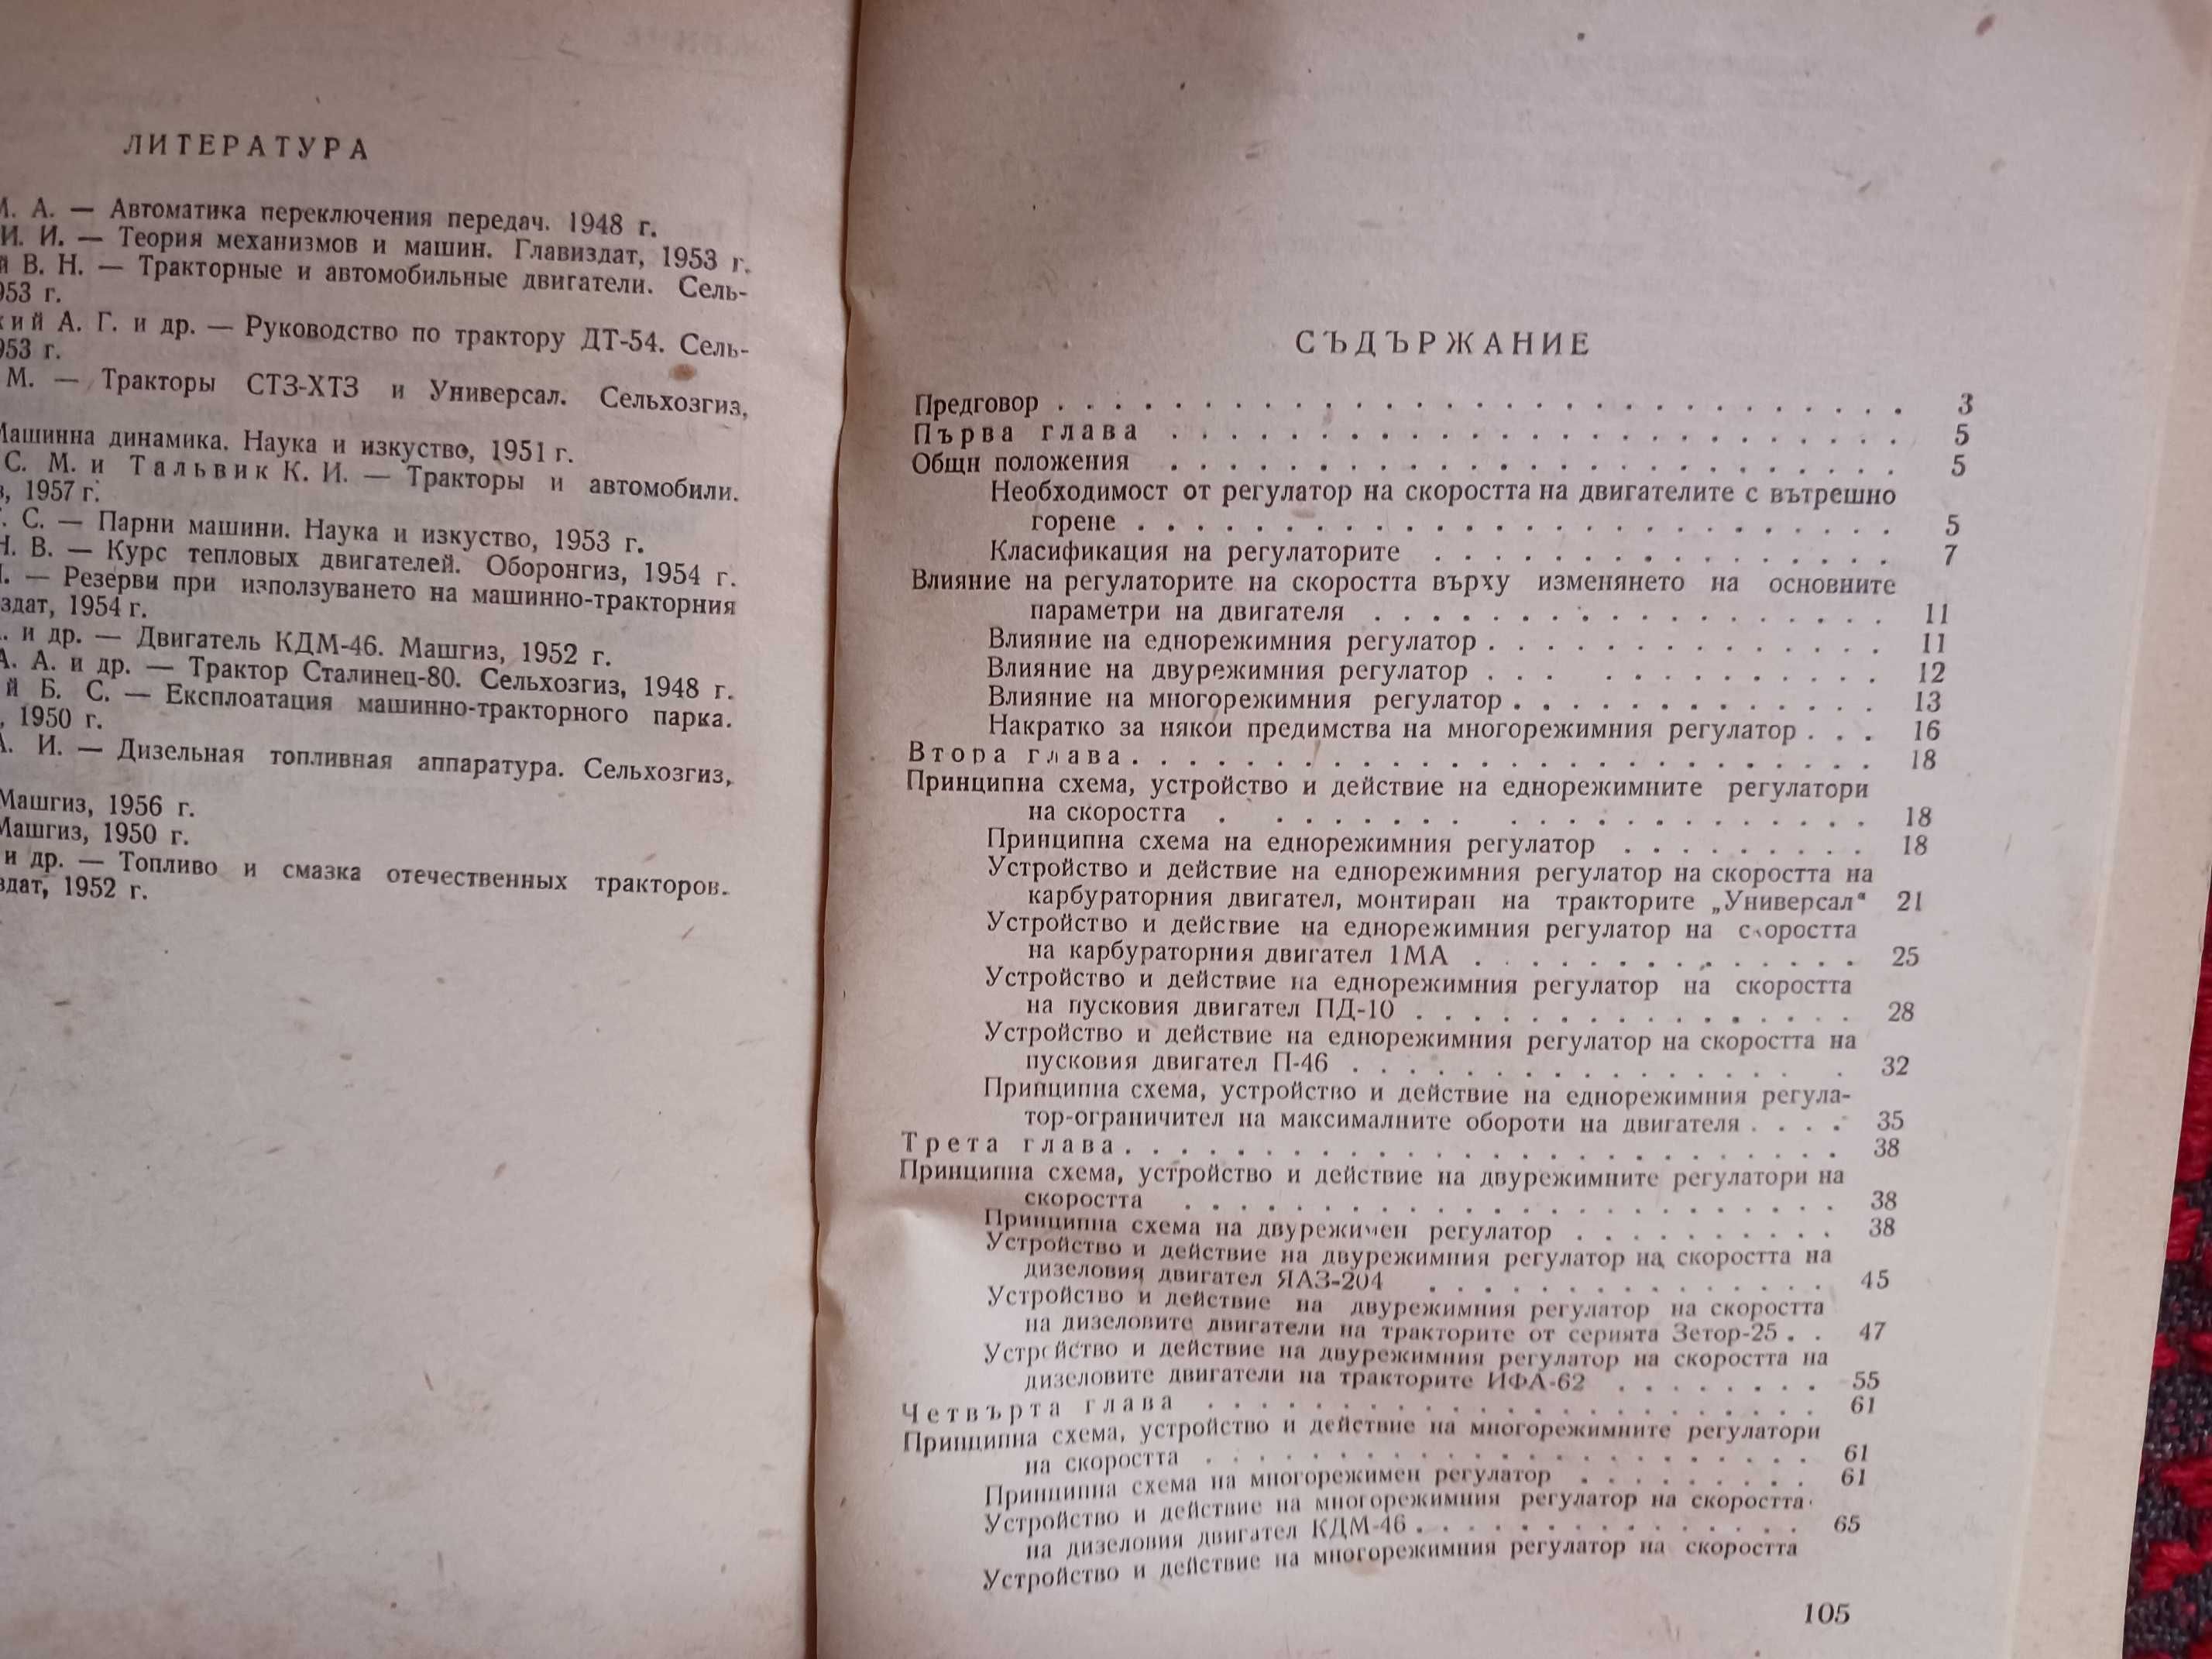 ЛИТЕРАТУРА
А. — Автоматика переключения передач. 1948 г.
И. И. — Теория механизмов и машин. Главиздат, 1953 г.
В. Н. — Тракторные и автомобильные двигатели. Сель-
953 г.
кий А. Г. и др. — Руководство по трактору ДТ-54. Сель-
953 г.
М. — Тракторы СТЗ-ХТЗ и Универсал. Сельхозгиз,
Машинна динамика. Наука и изкуство, 1951 г.
С. М. и Тальвик К. И. — Тракторы и автомобили.
1957 г.
С. — Парни машини. Наука и изкуство, 1953 г.
Н. В. — Курс тепловых двигателей. Оборонгиз, 1954 г.
— Резерви при използуването на машинно-тракторния
здат, 1954 г.
и др. — Двигатель КДМ-46. Машгиз, 1952 г.
А. А. и др. — Трактор Сталинец-80. Сельхозгиз, 1948 г.
й Б. С. — Експлоатация машинно-тракторного парка.
, 1950 г.
А. И. — Дизельная топливная аппаратура. Сельхозгиз,
Машгиз, 1956 г.
Машгиз, 1950 г.
и др. — Топливо и смазка отечественных тракторов.
здат, 1952 г.
СЪДЪРЖАНИЕ
Предговор . . . . . . . . . . 3
Първа глава . . . . . . . . . . 5
Общи положения . . . . . . . . . . 5
Необходимост от регулатор на скоростта на двигателите с вътрешно
горене . . . . . . . . . . 5
Класификация на регулаторите . . . . . . . . . . 7
Влияние на регулаторите на скоростта върху изменянето на основните
параметри на двигателя . . . . . . . . . . 11
Влияние на еднорежимния регулатор . . . . . . . . . . 11
Влияние на двурежимния регулатор . . . . . . . . . . 12
Влияние на многорежимния регулатор . . . . . . . . . . 13
Накратко за някои предимства на многорежимния регулатор . . . 16
Втора глава . . . . . . . . . . 18
Принципна схема, устройство и действие на еднорежимните регулатори
на скоростта . . . . . . . . . . 18
Принципна схема на еднорежимния регулатор . . . . . . . . . 18
Устройство и действие на еднорежимния регулатор на скоростта на
карбураторния двигател, монтиран на тракторите „Универсал“ 21
Устройство и действие на еднорежимния регулатор на скоростта
на карбураторния двигател 1МА . . . . . . . . . . 25
Устройство и действие на еднорежимния регулатор на скоростта
на пусковия двигател ПД-10 . . . . . . . . . . 28
Устройство и действие на еднорежимния регулатор на скоростта на
пусковия двигател П-46 . . . . . . . . . . 32
Принципна схема, устройство и действие на еднорежимния регула-
тор-ограничител на максималните обороти на двигателя . . . . 35
Трета глава . . . . . . . . . . 38
Принципна схема, устройство и действие на двурежимните регулатори на
скоростта . . . . . . . . . . 38
Принципна схема на двурежимен регулатор . . . . . . . . . . 38
Устройство и действие на двурежимния регулатор на скоростта на
дизеловия двигател ЯАЗ-204 . . . . . . . . . . 45
Устройство и действие на двурежимния регулатор на скоростта
на дизеловите двигатели на тракторите от серията Зетор-25 . . 47
Устройство и действие на двурежимния регулатор на скоростта на
дизеловите двигатели на тракторите ИФА-62 . . . . . . . . 55
Четвърта глава . . . . . . . . . . 61
Принципна схема, устройство и действие на многорежимните регулатори
на скоростта . . . . . . . . . . 61
Принципна схема на многорежимен регулатор . . . . . . . . . 61
Устройство и действие на многорежимния регулатор на скоростта
на дизеловия двигател КДМ-46 . . . . . . . . . . 65
Устройство и действие на многорежимния регулатор на скоростта
105